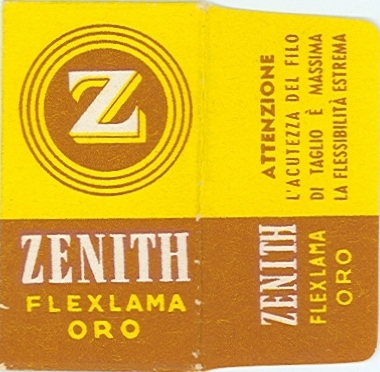 Z
ZENITH
FLEXLAMA
ORO
ATTENZIONE
L'ACUTEZZA DEL FILO
DI TAGLIO È MASSIMA
LA FLESSIBILITÀ ESTREMA
ZENITH
FLEXLAMA
ORO